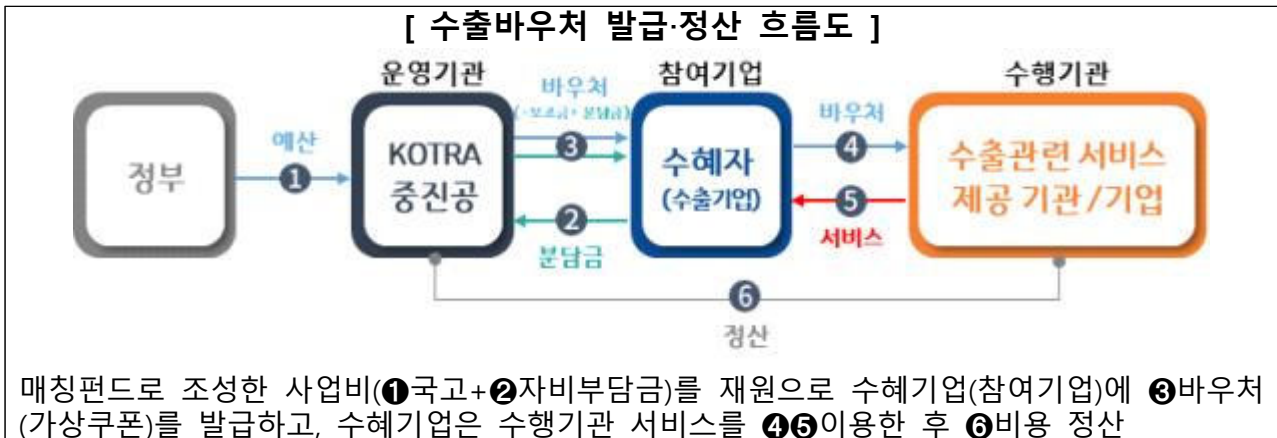 [ 수출바우처 발급·정산 흐름도 ]
운영기관
참여기업
수행기관
정부
예산
❶
KOTRA
중진공
바우처
❸
❷
분담금
수혜자
(수출기업)
바우처
❹
❺
서비스
수출관련 서비스
제공 기관/기업
❻
정산
매칭펀드로 조성한 사업비(❶국고+❷자비부담금)를 재원으로 수혜기업(참여기업)에 ❸바우처
(가상쿠폰)를 발급하고, 수혜기업은 수행기관 서비스를 ❹❺이용한 후 ❻비용 정산